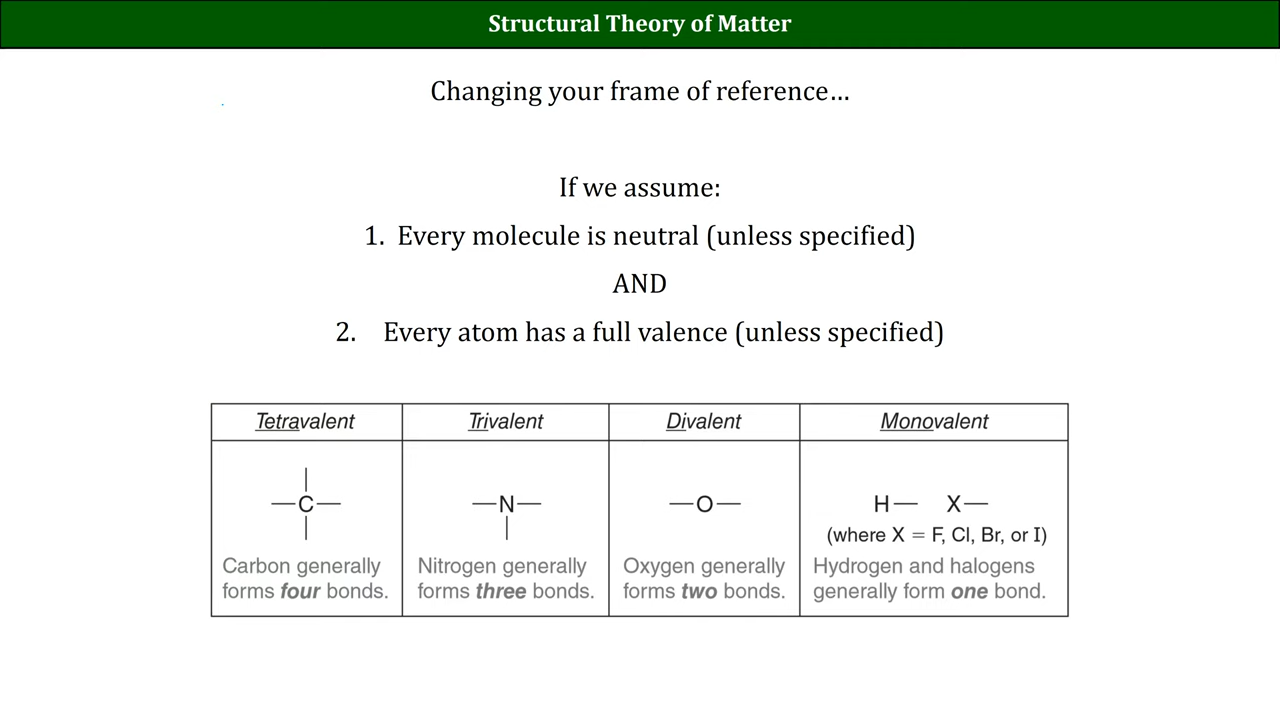 Structural Theory of Matter
Changing your frame of reference…
If we assume:
1. Every molecule is neutral (unless specified)
AND
2. Every atom has a full valence (unless specified)
Tetravalent Trivalent Divalent Monovalent
C N O H X
(where X = F, Cl, Br, or I)
Carbon generally
forms four bonds.
Nitrogen generally
forms three bonds.
Oxygen generally
forms two bonds.
Hydrogen and halogens
generally form one bond.